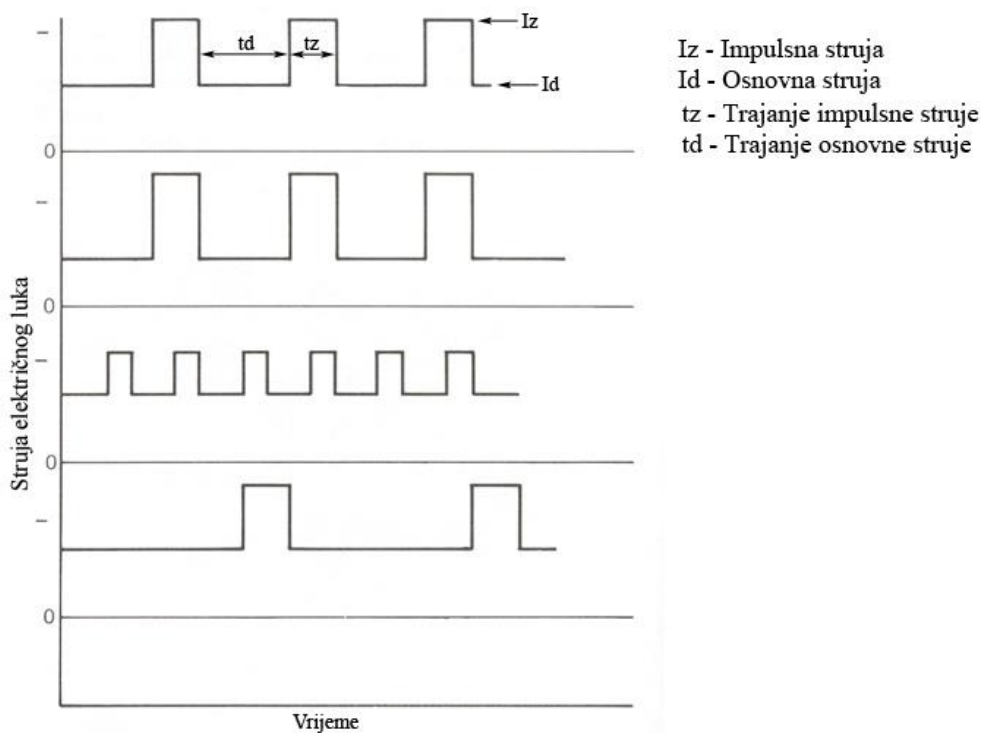 Iz
td
tz
Id
0
0
0
0
Struja električnog luka
Vrijeme
Iz - Impulsna struja
Id - Osnovna struja
tz - Trajanje impulsne struje
td - Trajanje osnovne struje